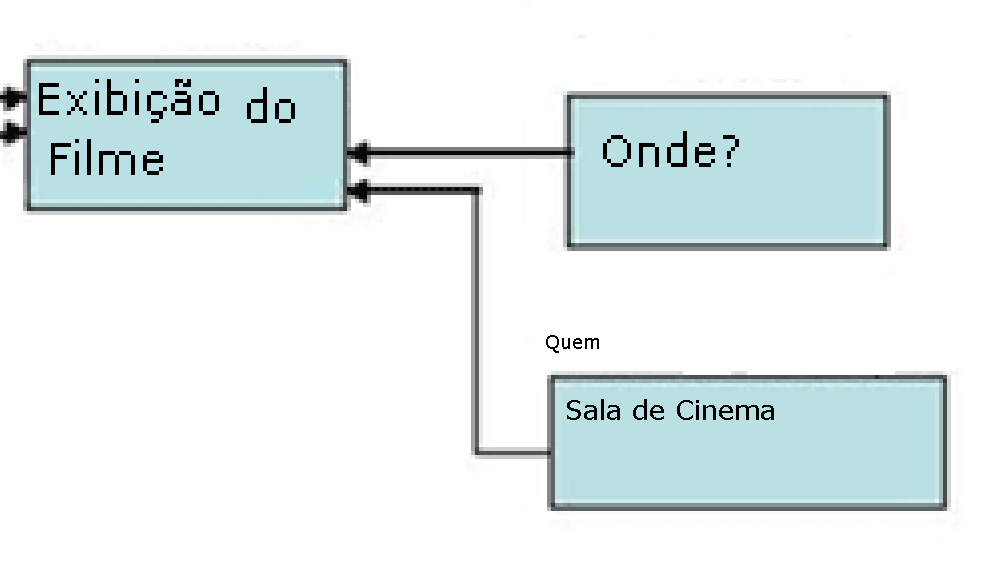 Exibição do
Filme
Onde?
Quem
Sala de Cinema